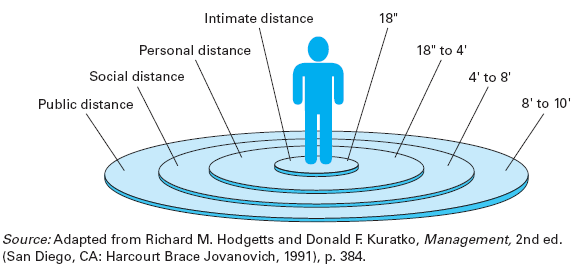 Intimate distance 18"
Personal distance 18" to 4'
Social distance 4' to 8'
Public distance 8' to 10'
Source: Adapted from Richard M. Hodgetts and Donald F. Kuratko, Management, 2nd ed.
(San Diego, CA: Harcourt Brace Jovanovich, 1991), p. 384.